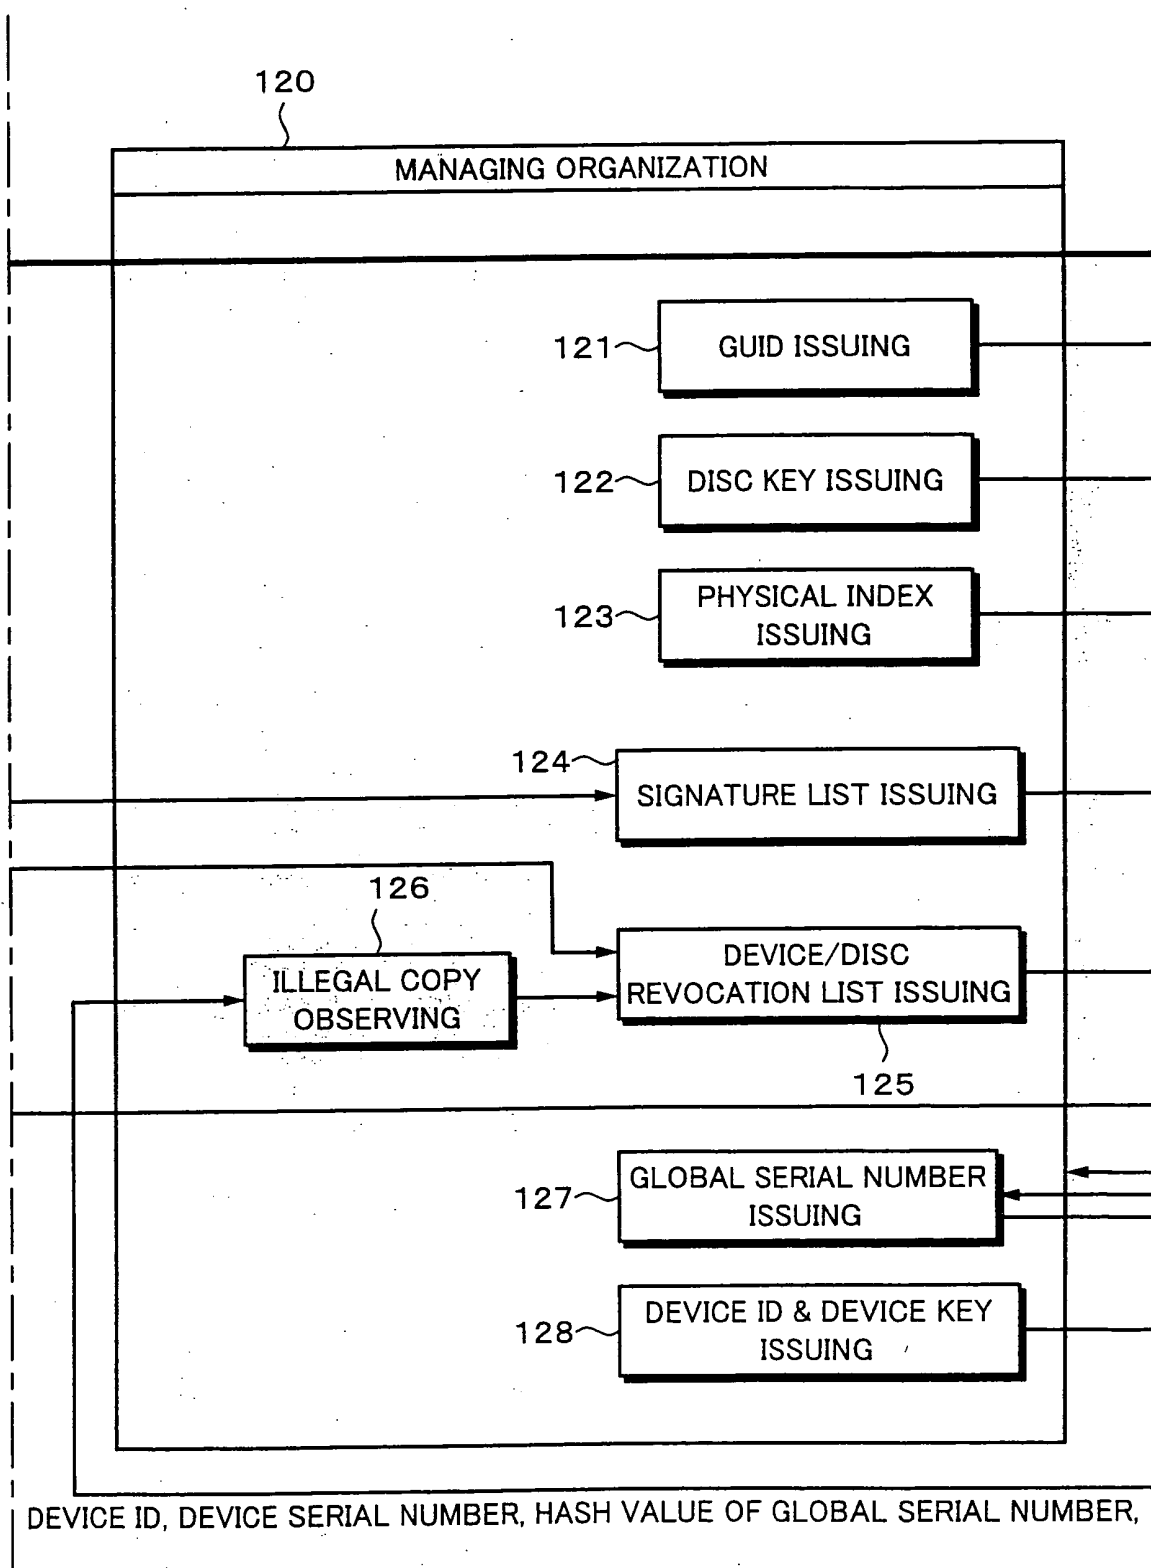 120
MANAGING ORGANIZATION
121
GUID ISSUING
122
DISC KEY ISSUING
123
PHYSICAL INDEX
ISSUING
124
SIGNATURE LIST ISSUING
126
ILLEGAL COPY
OBSERVING
DEVICE/DISC
REVOCATION LIST ISSUING
125
127
GLOBAL SERIAL NUMBER
ISSUING
128
DEVICE ID & DEVICE KEY
ISSUING
DEVICE ID, DEVICE SERIAL NUMBER, HASH VALUE OF GLOBAL SERIAL NUMBER,